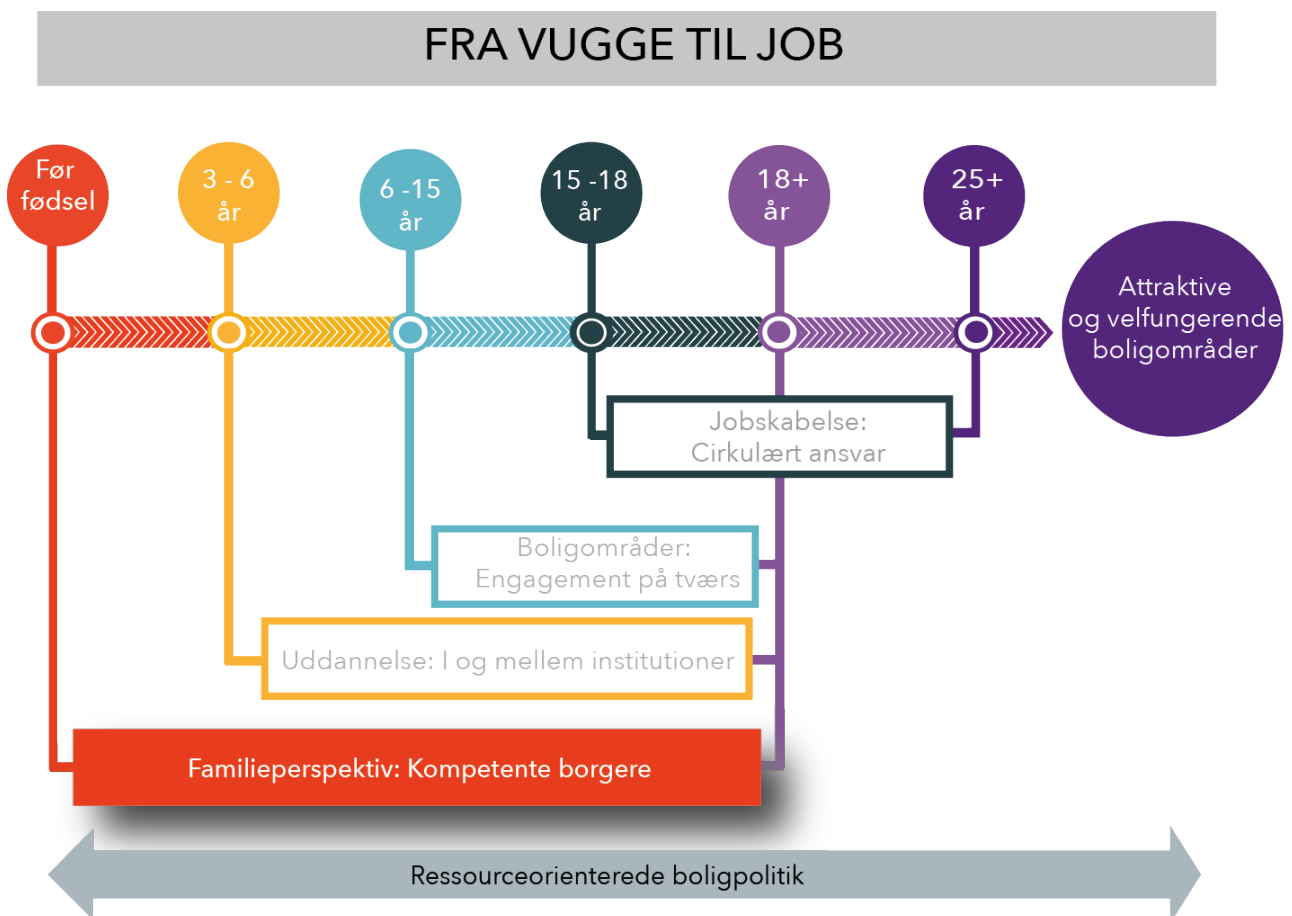 FRA VUGGE TIL JOB
Før
fødsel
3 - 6
år
6 -15
år
15 -18
år
18+
år
25+
år
Attraktive
og velfungerende
boligområder
Jobskabelse:
Cirkulært ansvar
Boligområder:
Engagement på tværs
Uddannelse: I og mellem institutioner
Familieperspektiv: Kompetente borgere
Ressourceorienterede boligpolitik